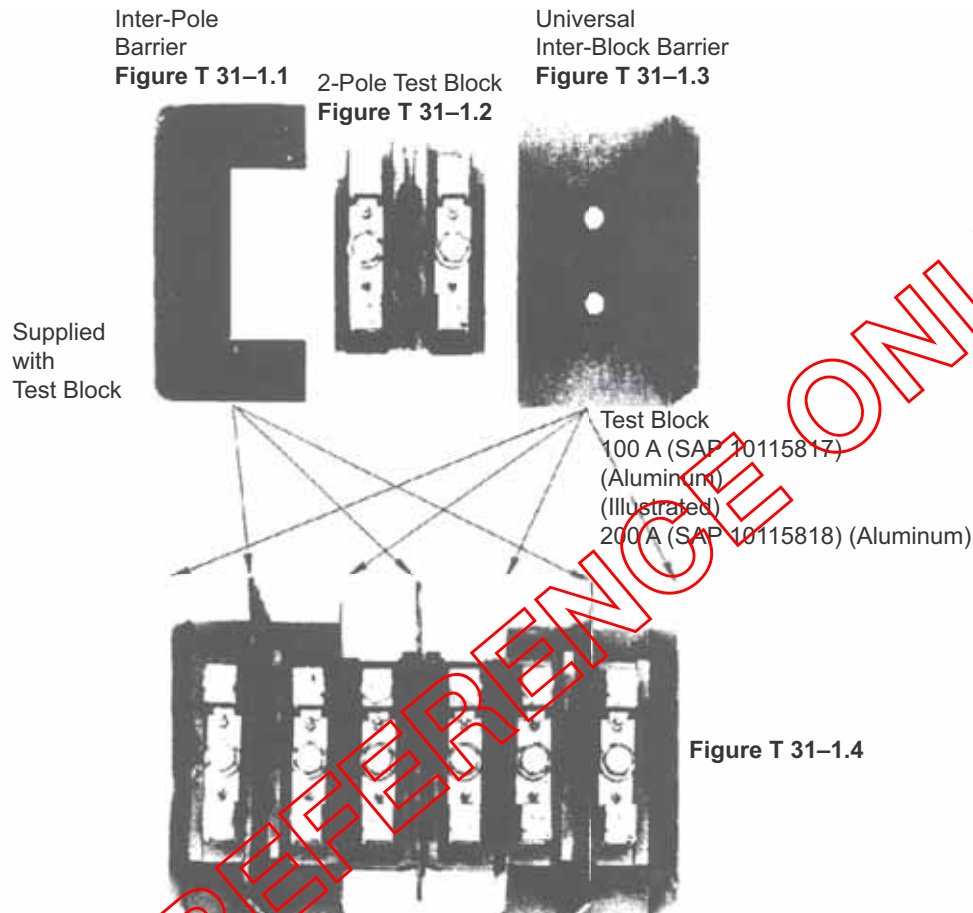 Inter-Pole
Barrier
Figure T 31–1.1
2-Pole Test Block
Figure T 31–1.2
Universal
Inter-Block Barrier
Figure T 31–1.3
Supplied
with
Test Block
Test Block
100 A (SAP 10115817)
(Aluminum)
(Illustrated)
200 A (SAP 10115818) (Aluminum)
Figure T 31–1.4
REFERENCE